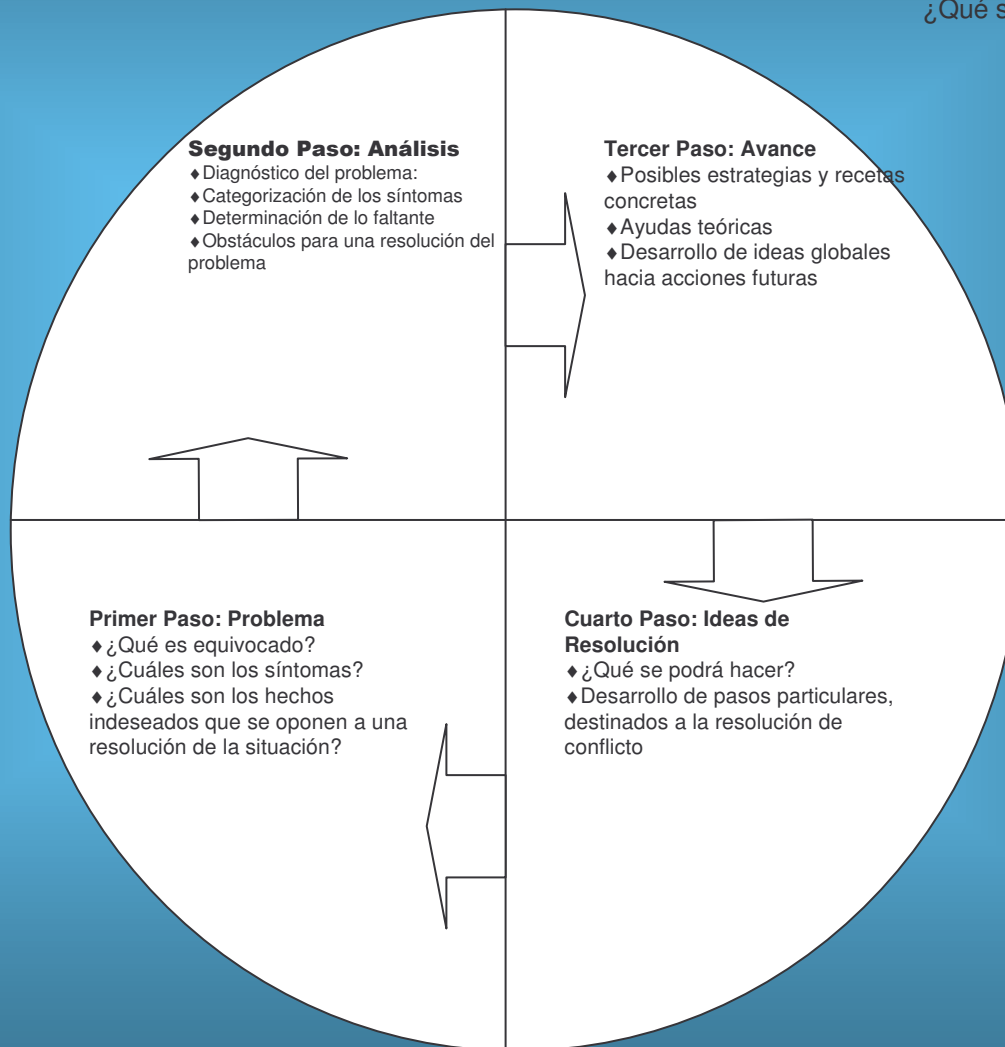 ¿Qué s
Segundo Paso: Análisis
♦Diagnóstico del problema:
♦Categorización de los síntomas
♦Determinación de lo faltante
♦Obstáculos para una resolución del
problema
Tercer Paso: Avance
♦Posibles estrategias y recetas
concretas
♦Ayudas teóricas
♦Desarrollo de ideas globales
hacia acciones futuras
Primer Paso: Problema
♦¿Qué es equivocado?
♦¿Cuáles son los síntomas?
♦¿Cuáles son los hechos
indeseados que se oponen a una
resolución de la situación?
Cuarto Paso: Ideas de
Resolución
♦¿Qué se podrá hacer?
♦Desarrollo de pasos particulares,
destinados a la resolución de
conflicto